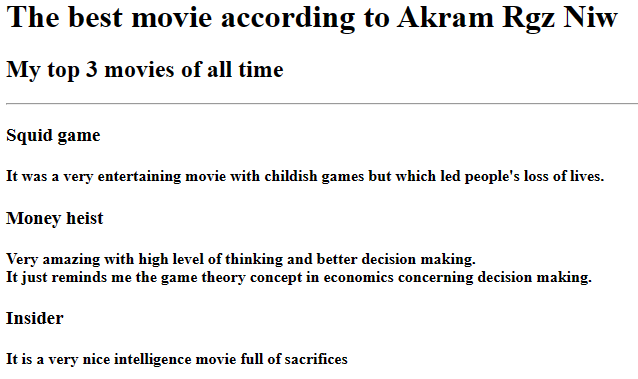 The best movie according to Akram Rgz Niw
My top 3 movies of all time
Squid game
It was a very entertaining movie with childish games but which led people's loss of lives.
Money heist
Very amazing with high level of thinking and better decision making.
It just reminds me the game theory concept in economics concerning decision making.
Insider
It is a very nice intelligence movie full of sacrifices